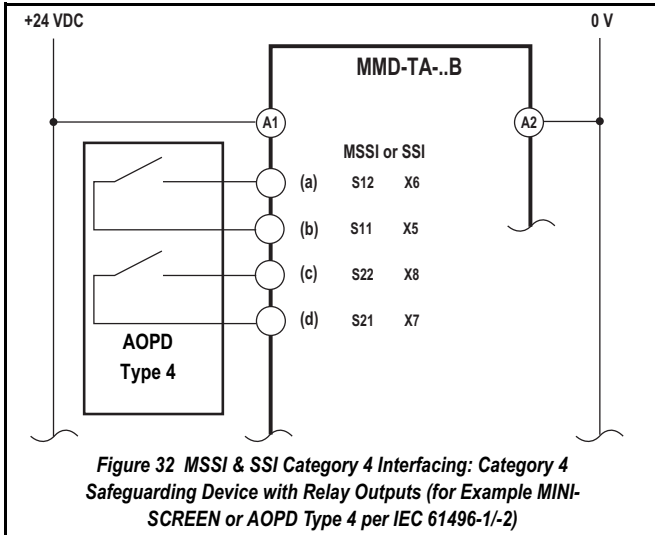 +24 VDC 0 V
MMD-TA-..B
A1 A2
MSSI or SSI
(a) S12 X6
(b) S11 X5
(c) S22 X8
(d) S21 X7
AOPD
Type 4
Figure 32 MSSI & SSI Category 4 Interfacing: Category 4
Safeguarding Device with Relay Outputs (for Example MINI-
SCREEN or AOPD Type 4 per IEC 61496-1/-2)